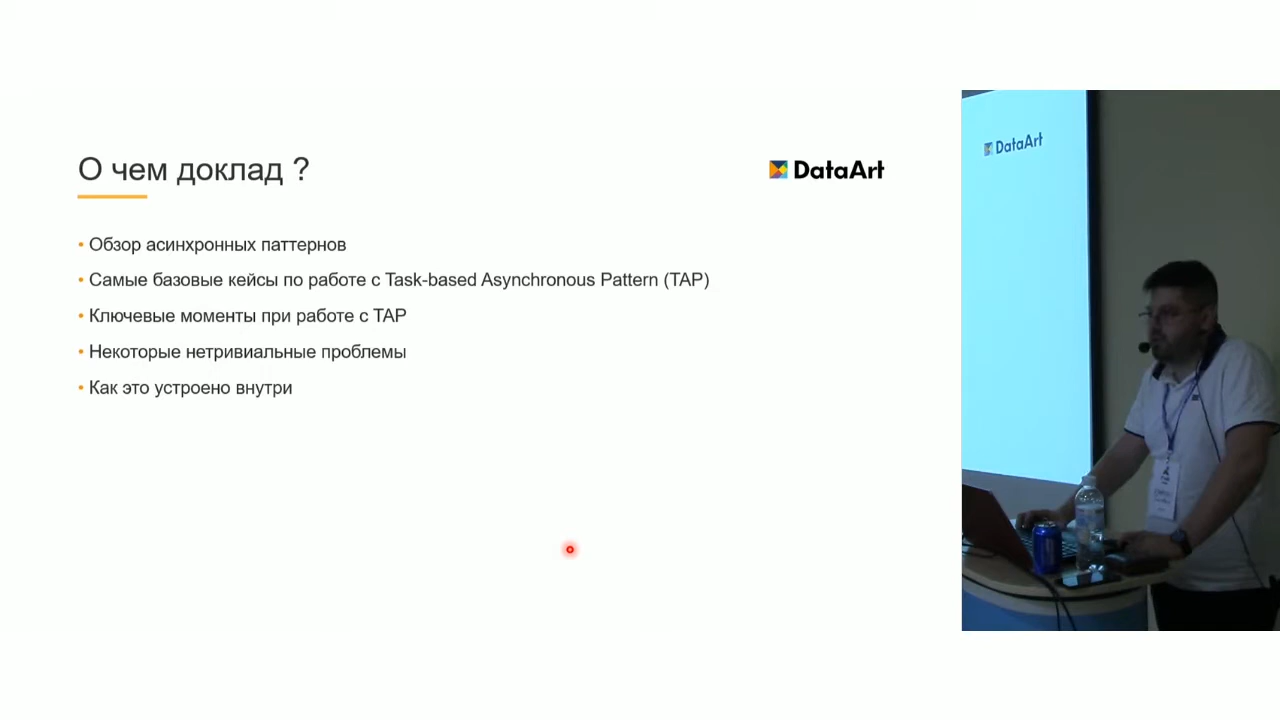 О чем доклад ?
DataArt
• Обзор асинхронных паттернов
• Самые базовые кейсы по работе с Task-based Asynchronous Pattern (TAP)
• Ключевые моменты при работе с TAP
• Некоторые нетривиальные проблемы
• Как это устроено внутри
DataArt